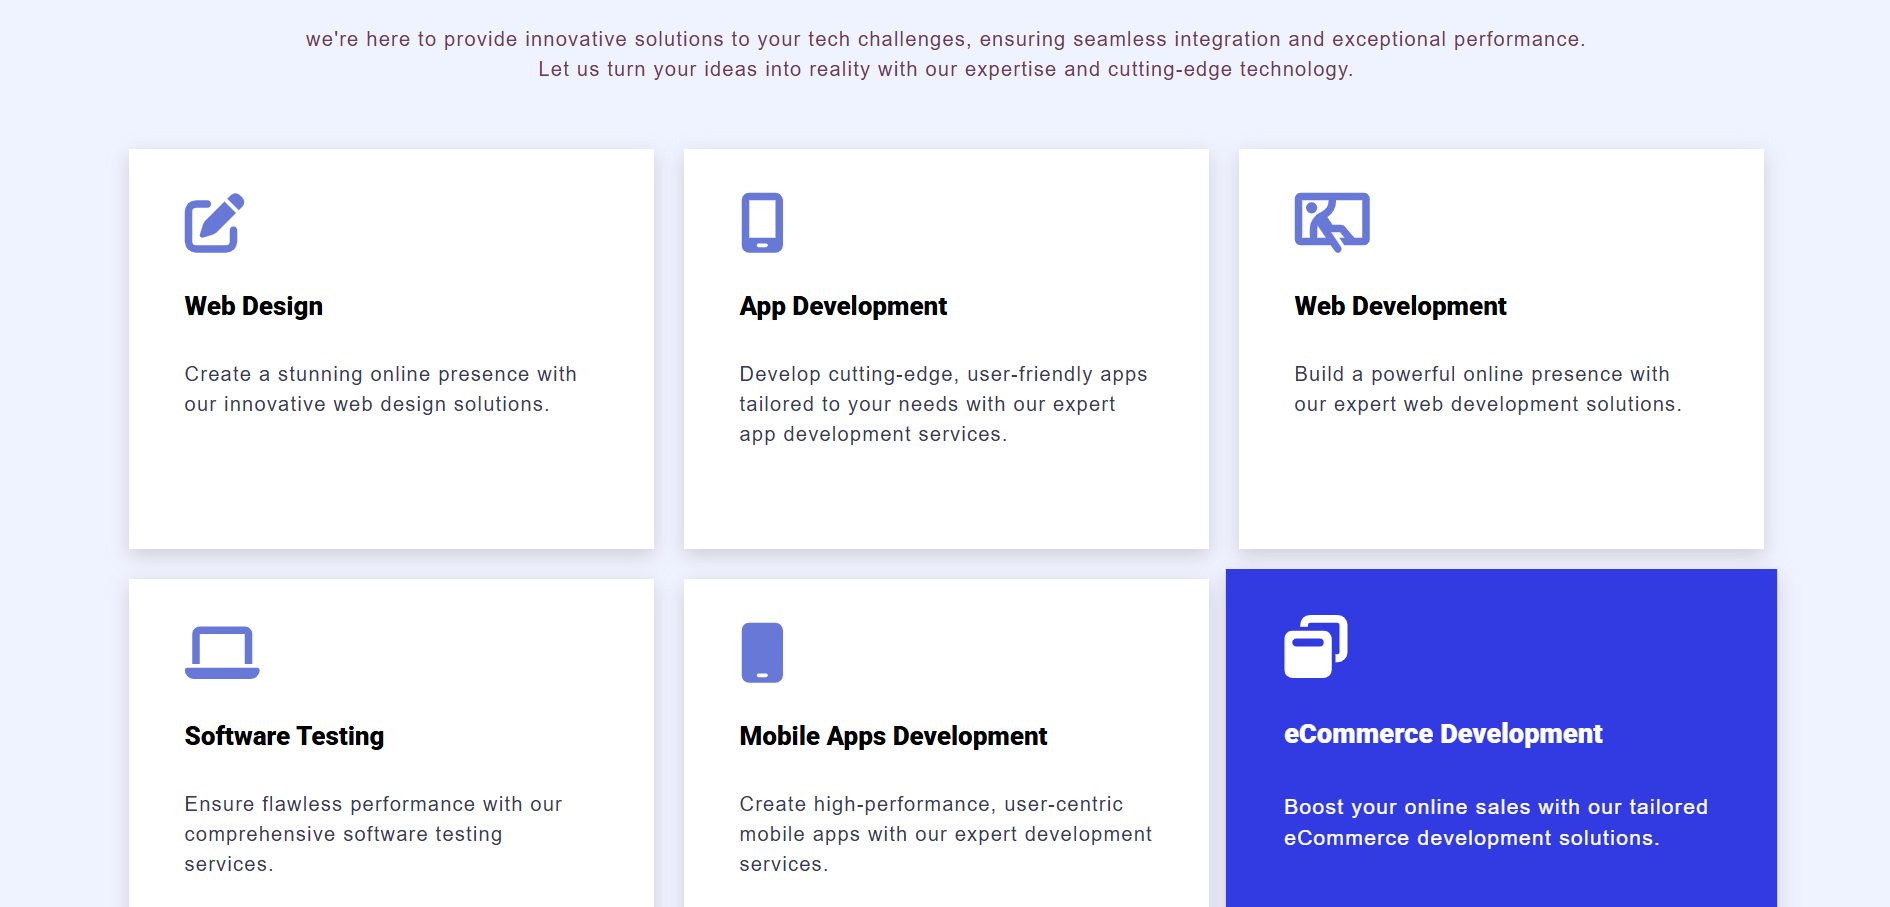 we're here to provide innovative solutions to your tech challenges, ensuring seamless integration and exceptional performance.
Let us turn your ideas into reality with our expertise and cutting-edge technology.
Web Design
Create a stunning online presence with
our innovative web design solutions.
App Development
Develop cutting-edge, user-friendly apps
tailored to your needs with our expert
app development services.
Web Development
Build a powerful online presence with
our expert web development solutions.
Software Testing
Ensure flawless performance with our
comprehensive software testing
services.
Mobile Apps Development
Create high-performance, user-centric
mobile apps with our expert development
services.
eCommerce Development
Boost your online sales with our tailored
eCommerce development solutions.